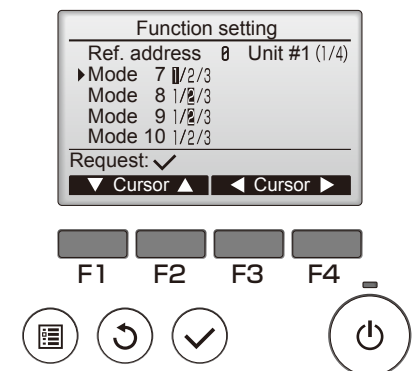 Function setting
Ref. address 0 Unit #1 (1/4)
Mode 7 1/2/3
Mode 8 1/2/3
Mode 9 1/2/3
Mode 10 1/2/3
Request: ✓
▼ Cursor ▲ ◀ Cursor ▶
F1 F2 F3 F4